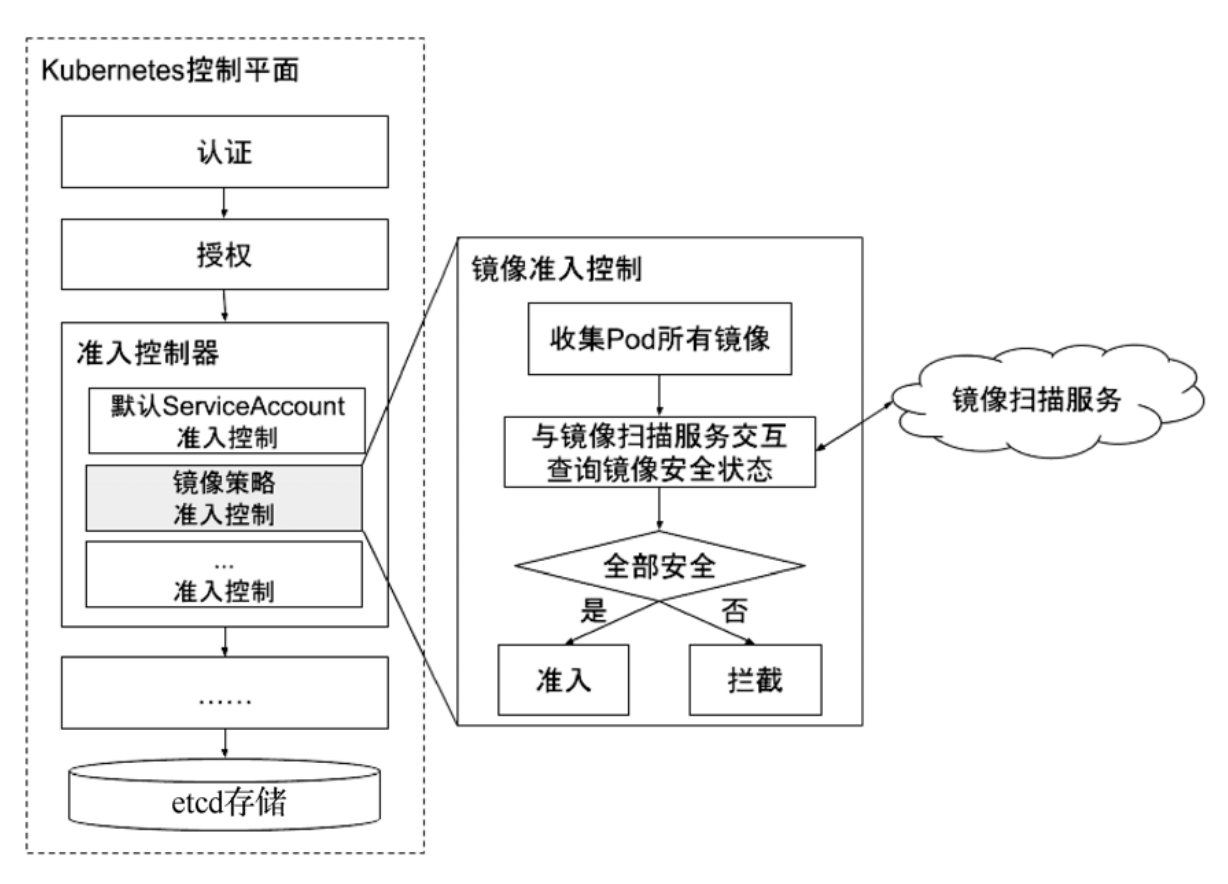 Kubernetes控制平面
认证
授权
准入控制器
默认ServiceAccount
准入控制
镜像策略
准入控制
...
准入控制
......
etcd存储
镜像准入控制
收集Pod所有镜像
与镜像扫描服务交互
查询镜像安全状态
全部安全
是
否
准入
拦截
镜像扫描服务